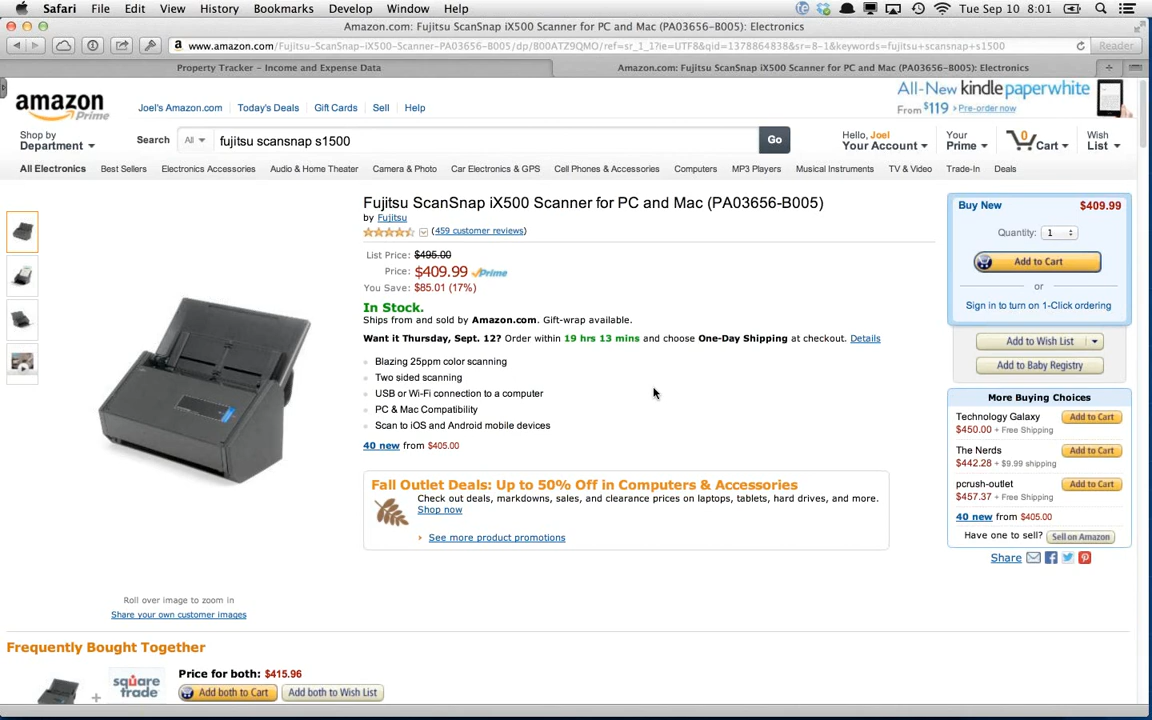 Safari File Edit View History Bookmarks Develop Window Help Tue Sep 10 8:01
Amazon.com: Fujitsu ScanSnap iX500 Scanner for PC and Mac (PA03656-B005): Electronics
www.amazon.com/Fujitsu-ScanSnap-iX500-Scanner-PA03656-B005/dp/B00ATZ9QMO/ref=sr_1_1?ie=UTF8&qid=1378864838&sr=8-1&keywords=fujitsu+scansnap+s1500 Reader
Property Tracker - Income and Expense Data Amazon.com: Fujitsu ScanSnap iX500 Scanner for PC and Mac (PA03656-B005): Electronics
amazon Prime
Joel's Amazon.com Today's Deals Gift Cards Sell Help
All-New kindle paperwhite
From $119 Pre-order now
Shop by Department
Search All fujitsu scansnap s1500 Go
Hello, Joel Your Account
Your Prime
0 Cart
Wish List
All Electronics Best Sellers Electronics Accessories Audio & Home Theater Camera & Photo Car Electronics & GPS Cell Phones & Accessories Computers MP3 Players Musical Instruments TV & Video Trade-In Deals
Fujitsu ScanSnap iX500 Scanner for PC and Mac (PA03656-B005)
by Fujitsu
(459 customer reviews)
List Price: $495.00
Price: $409.99 Prime
You Save: $85.01 (17%)
In Stock.
Ships from and sold by Amazon.com. Gift-wrap available.
Want it Thursday, Sept. 12? Order within 19 hrs 13 mins and choose One-Day Shipping at checkout. Details
Blazing 25ppm color scanning
Two sided scanning
USB or Wi-Fi connection to a computer
PC & Mac Compatibility
Scan to iOS and Android mobile devices
40 new from $405.00
Fall Outlet Deals: Up to 50% Off in Computers & Accessories
Check out deals, markdowns, sales, and clearance prices on laptops, tablets, hard drives, and more.
Shop now
See more product promotions
Buy New $409.99
Quantity: 1
Add to Cart
or
Sign in to turn on 1-Click ordering
Add to Wish List
Add to Baby Registry
More Buying Choices
Technology Galaxy Add to Cart
$450.00 + Free Shipping
The Nerds Add to Cart
$442.28 + $9.99 shipping
pcrush-outlet Add to Cart
$457.37 + Free Shipping
40 new from $405.00
Have one to sell? Sell on Amazon
Share
Roll over image to zoom in
Share your own customer images
Frequently Bought Together
square trade
Price for both: $415.96
Add both to Cart Add both to Wish List